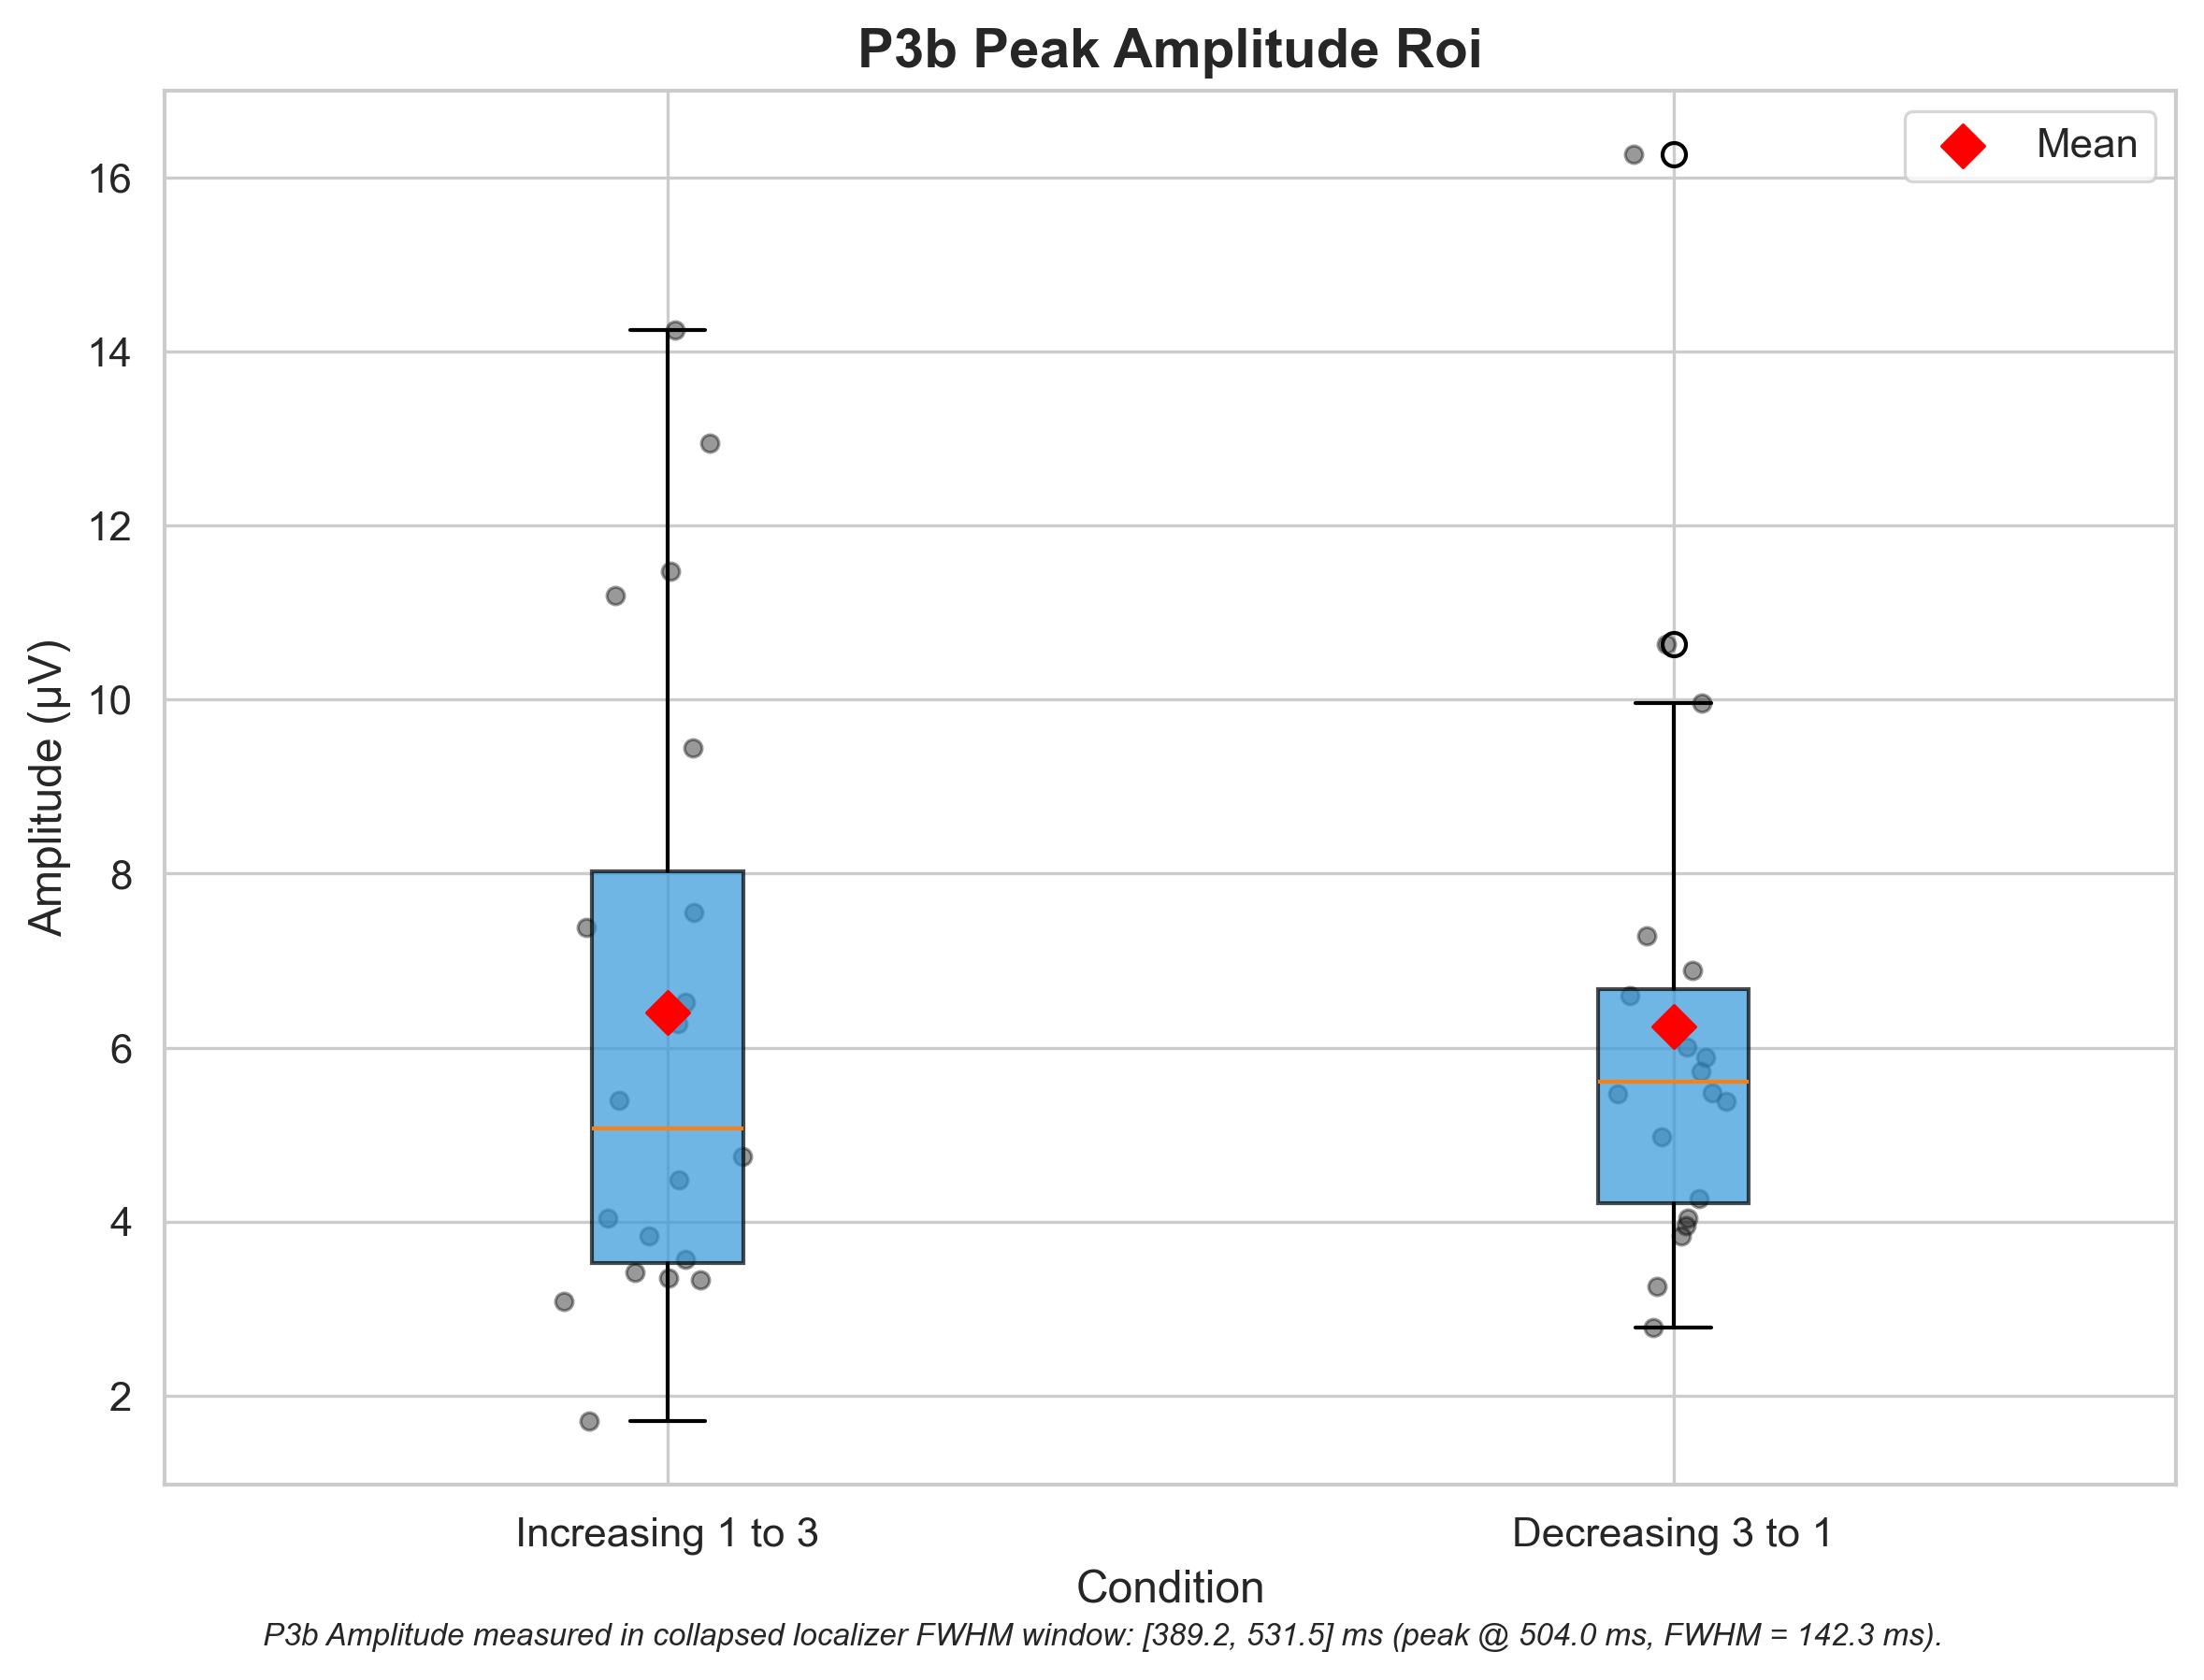 P3b Peak Amplitude Roi
Mean
16
14
12
10
8
6
4
2
Amplitude (μV)
Increasing 1 to 3
Decreasing 3 to 1
Condition
P3b Amplitude measured in collapsed localizer FWHM window: [389.2, 531.5] ms (peak @ 504.0 ms, FWHM = 142.3 ms).